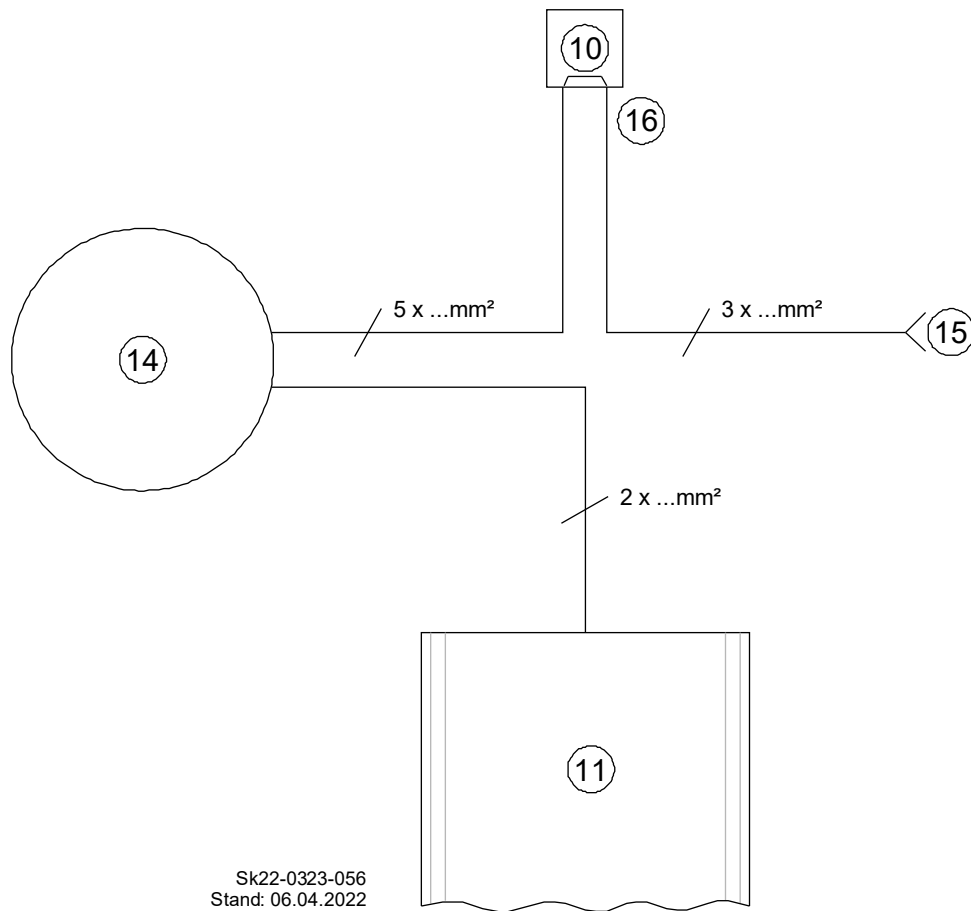 10
16
5 x ...mm²
3 x ...mm²
15
14
2 x ...mm²
11
Sk22-0323-056
Stand: 06.04.2022